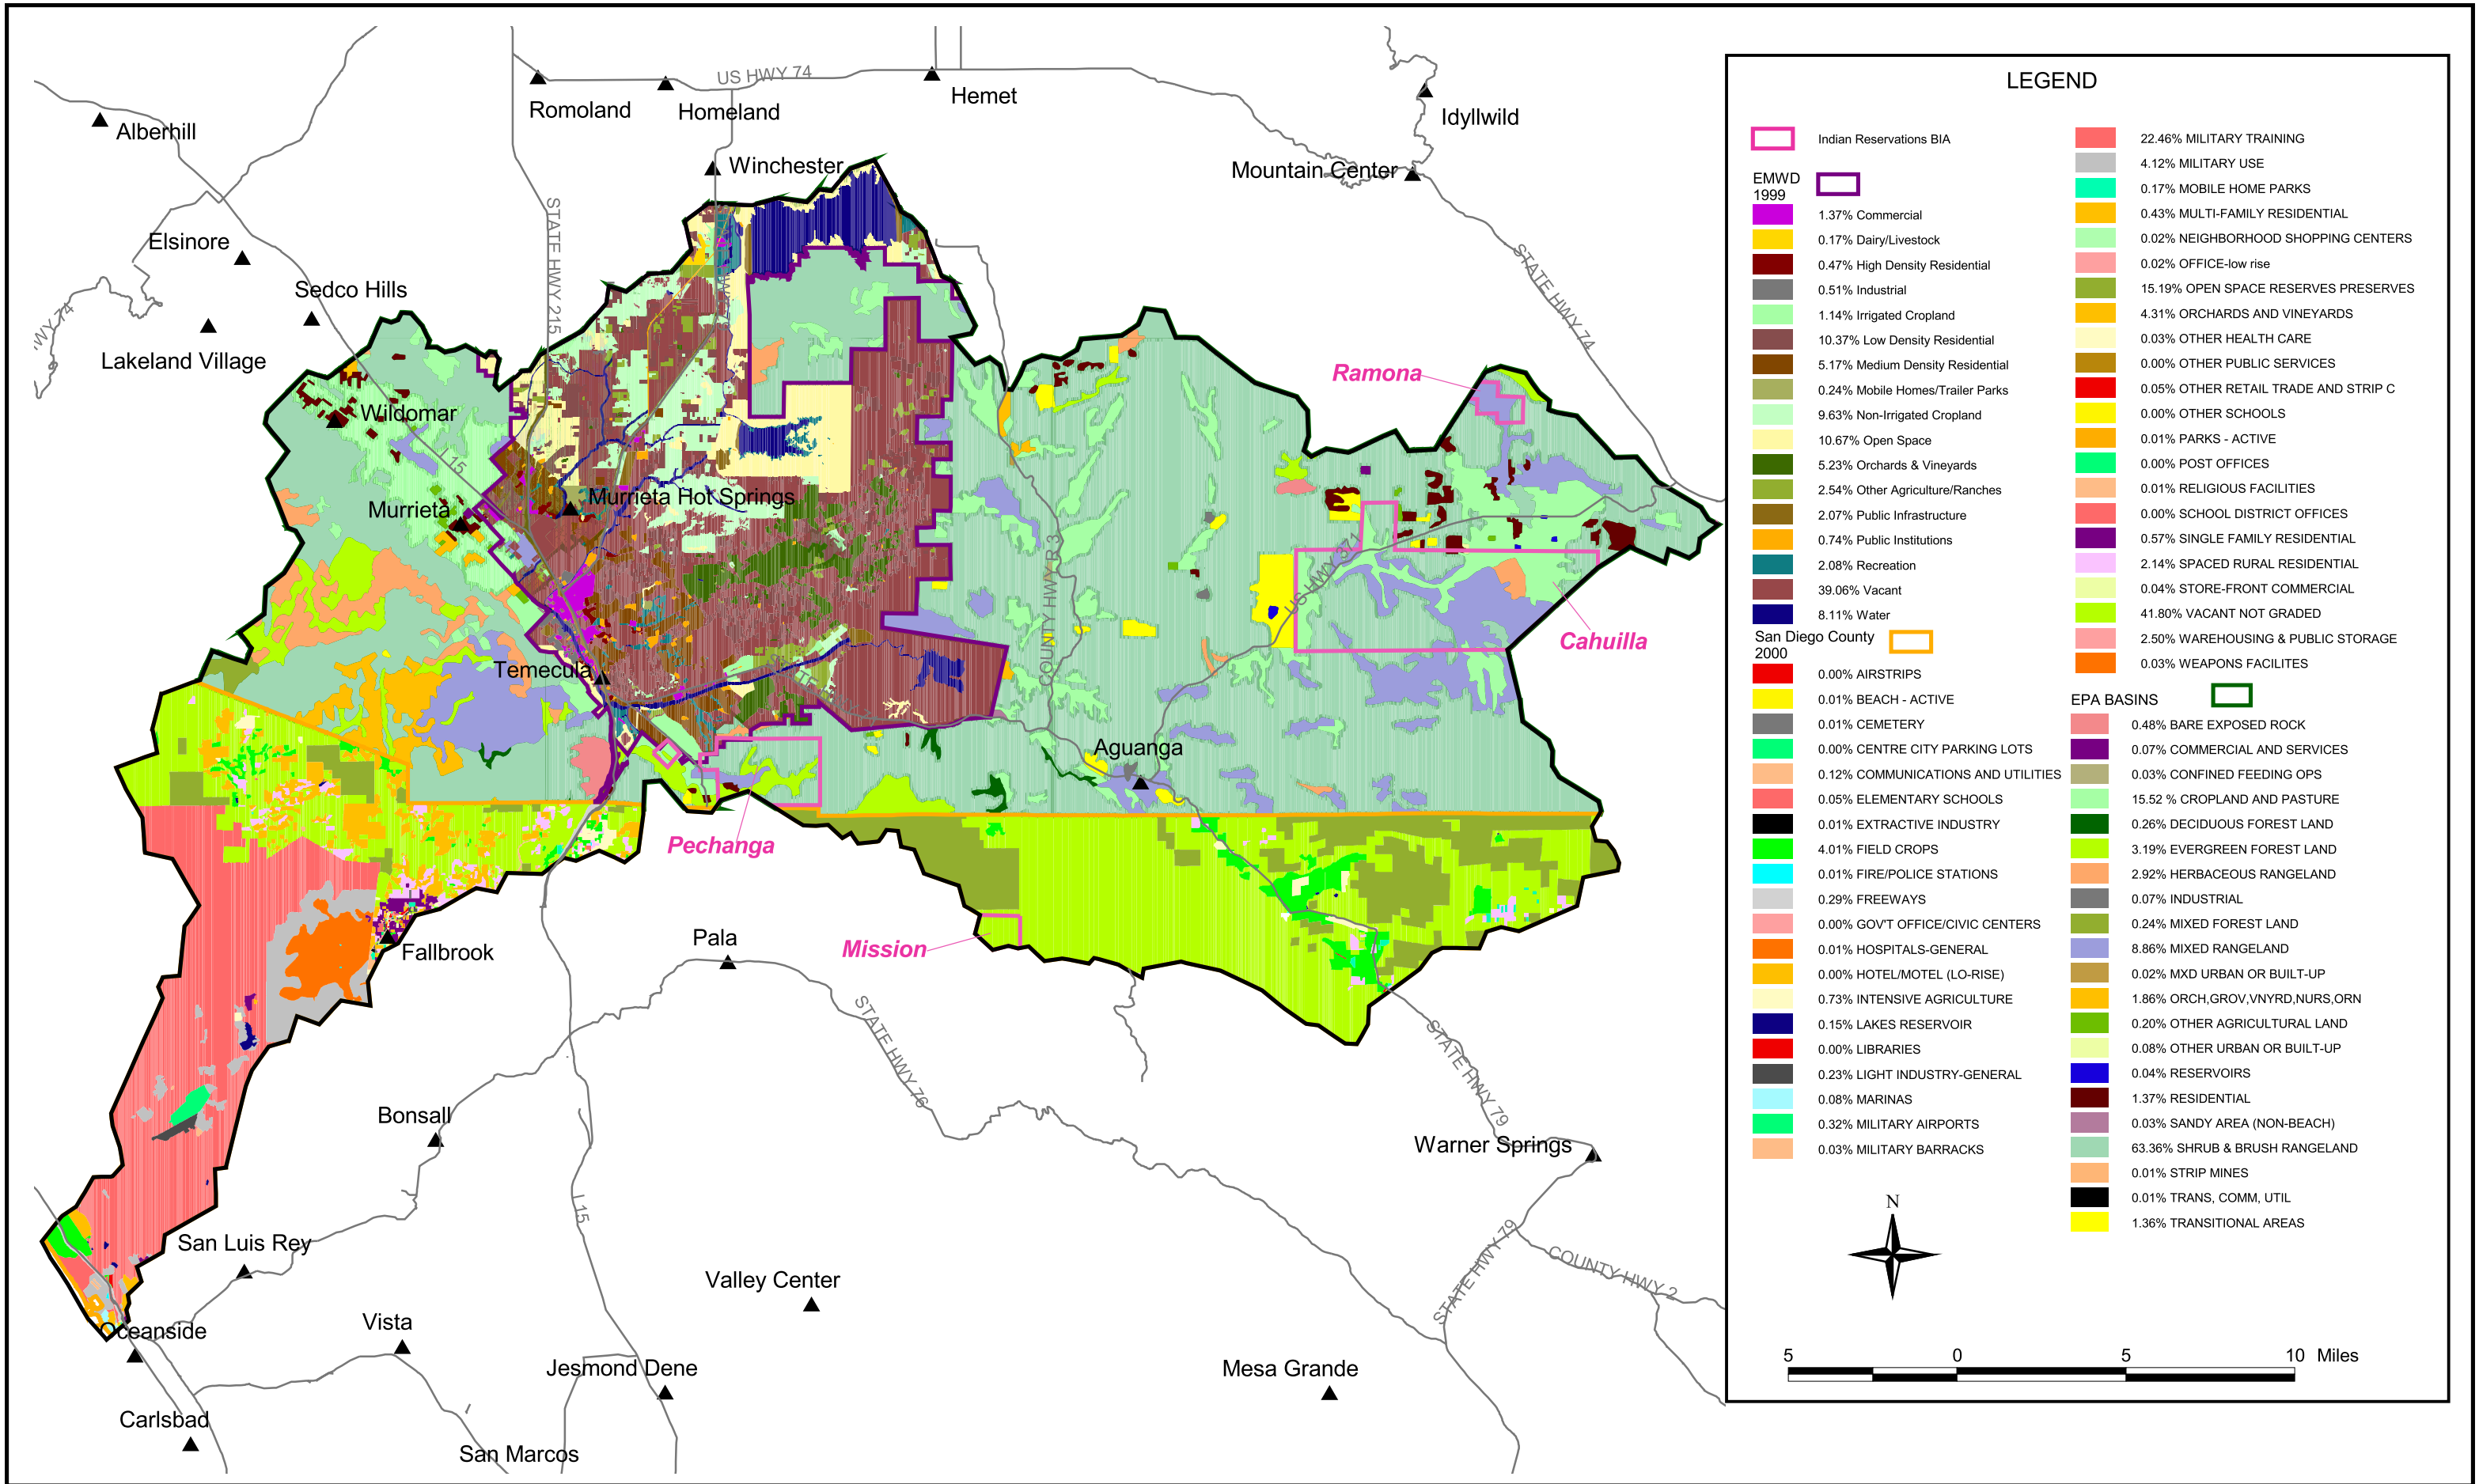 US HWY 74
Romoland
Homeland
Hemet
Idyllwild
Alberhill
Winchester
Mountain Center
STATE HWY 215
Elsinore
STATE HWY 74
Sedco Hills
HWY 74
Lakeland Village
Ramona
Wildomar
I 15
Murrieta Hot Springs
Murrieta
COUNTY HWY R 3
US HWY 371
Cahuilla
Temecula
Aguanga
Pechanga
Pala
Mission
Fallbrook
STATE HWY 76
STATE HWY 79
Bonsall
Warner Springs
I 15
San Luis Rey
STATE HWY 79
COUNTY HWY 2
Valley Center
Oceanside
Vista
Jesmond Dene
Mesa Grande
Carlsbad
San Marcos
LEGEND
Indian Reservations BIA
EMWD
1999
1.37% Commercial
0.17% Dairy/Livestock
0.47% High Density Residential
0.51% Industrial
1.14% Irrigated Cropland
10.37% Low Density Residential
5.17% Medium Density Residential
0.24% Mobile Homes/Trailer Parks
9.63% Non-Irrigated Cropland
10.67% Open Space
5.23% Orchards & Vineyards
2.54% Other Agriculture/Ranches
2.07% Public Infrastructure
0.74% Public Institutions
2.08% Recreation
39.06% Vacant
8.11% Water
San Diego County
2000
0.00% AIRSTRIPS
0.01% BEACH - ACTIVE
0.01% CEMETERY
0.00% CENTRE CITY PARKING LOTS
0.12% COMMUNICATIONS AND UTILITIES
0.05% ELEMENTARY SCHOOLS
0.01% EXTRACTIVE INDUSTRY
4.01% FIELD CROPS
0.01% FIRE/POLICE STATIONS
0.29% FREEWAYS
0.00% GOV'T OFFICE/CIVIC CENTERS
0.01% HOSPITALS-GENERAL
0.00% HOTEL/MOTEL (LO-RISE)
0.73% INTENSIVE AGRICULTURE
0.15% LAKES RESERVOIR
0.00% LIBRARIES
0.23% LIGHT INDUSTRY-GENERAL
0.08% MARINAS
0.32% MILITARY AIRPORTS
0.03% MILITARY BARRACKS
22.46% MILITARY TRAINING
4.12% MILITARY USE
0.17% MOBILE HOME PARKS
0.43% MULTI-FAMILY RESIDENTIAL
0.02% NEIGHBORHOOD SHOPPING CENTERS
0.02% OFFICE-low rise
15.19% OPEN SPACE RESERVES PRESERVES
4.31% ORCHARDS AND VINEYARDS
0.03% OTHER HEALTH CARE
0.00% OTHER PUBLIC SERVICES
0.05% OTHER RETAIL TRADE AND STRIP C
0.00% OTHER SCHOOLS
0.01% PARKS - ACTIVE
0.00% POST OFFICES
0.01% RELIGIOUS FACILITIES
0.00% SCHOOL DISTRICT OFFICES
0.57% SINGLE FAMILY RESIDENTIAL
2.14% SPACED RURAL RESIDENTIAL
0.04% STORE-FRONT COMMERCIAL
41.80% VACANT NOT GRADED
2.50% WAREHOUSING & PUBLIC STORAGE
0.03% WEAPONS FACILITES
EPA BASINS
0.48% BARE EXPOSED ROCK
0.07% COMMERCIAL AND SERVICES
0.03% CONFINED FEEDING OPS
15.52 % CROPLAND AND PASTURE
0.26% DECIDUOUS FOREST LAND
3.19% EVERGREEN FOREST LAND
2.92% HERBACEOUS RANGELAND
0.07% INDUSTRIAL
0.24% MIXED FOREST LAND
8.86% MIXED RANGELAND
0.02% MXD URBAN OR BUILT-UP
1.86% ORCH,GROV,VNYRD,NURS,ORN
0.20% OTHER AGRICULTURAL LAND
0.08% OTHER URBAN OR BUILT-UP
0.04% RESERVOIRS
1.37% RESIDENTIAL
0.03% SANDY AREA (NON-BEACH)
63.36% SHRUB & BRUSH RANGELAND
0.01% STRIP MINES
0.01% TRANS, COMM, UTIL
1.36% TRANSITIONAL AREAS
N
5 0 5 10 Miles